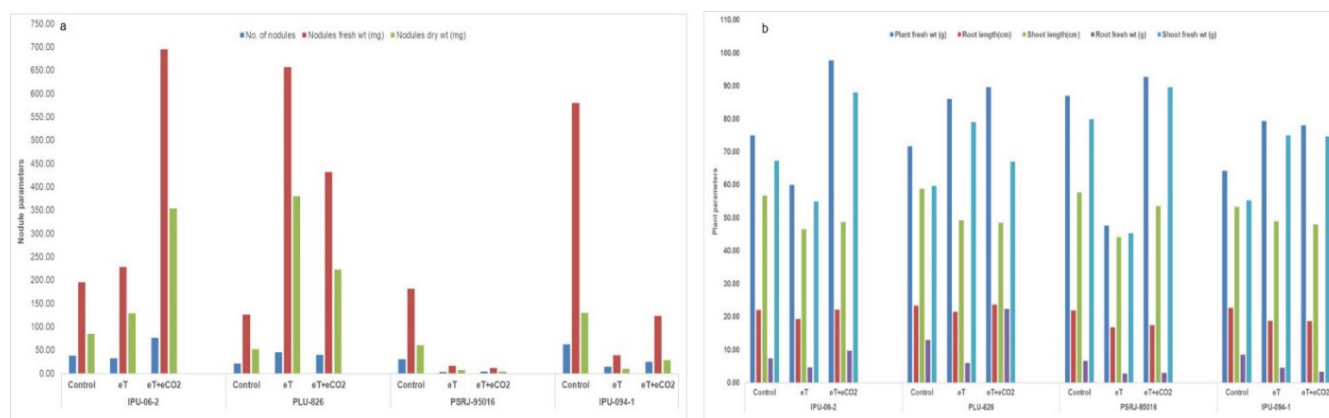 a
No. of nodules Nodules fresh wt (mg) Nodules dry wt (mg)
750.00
700.00
650.00
600.00
550.00
500.00
450.00
400.00
350.00
300.00
250.00
200.00
150.00
100.00
50.00
0.00
Nodule parameters
Control eT eT+eCO2 Control eT eT+eCO2 Control eT eT+eCO2 Control eT eT+eCO2
IPU-06-2 PLU-826 PSRJ-95016 IPU-094-1
b
Plant fresh wt (g) Root length(cm) Shoot length(cm) Root fresh wt (g) Shoot fresh wt (g)
110.00
100.00
90.00
80.00
70.00
60.00
50.00
40.00
30.00
20.00
10.00
0.00
Plant parameters
Control eT eT+eCO2 Control eT eT+eCO2 Control eT eT+eCO2 Control eT eT+eCO2
IPU-06-2 PLU-826 PSRJ-95016 IPU-094-1